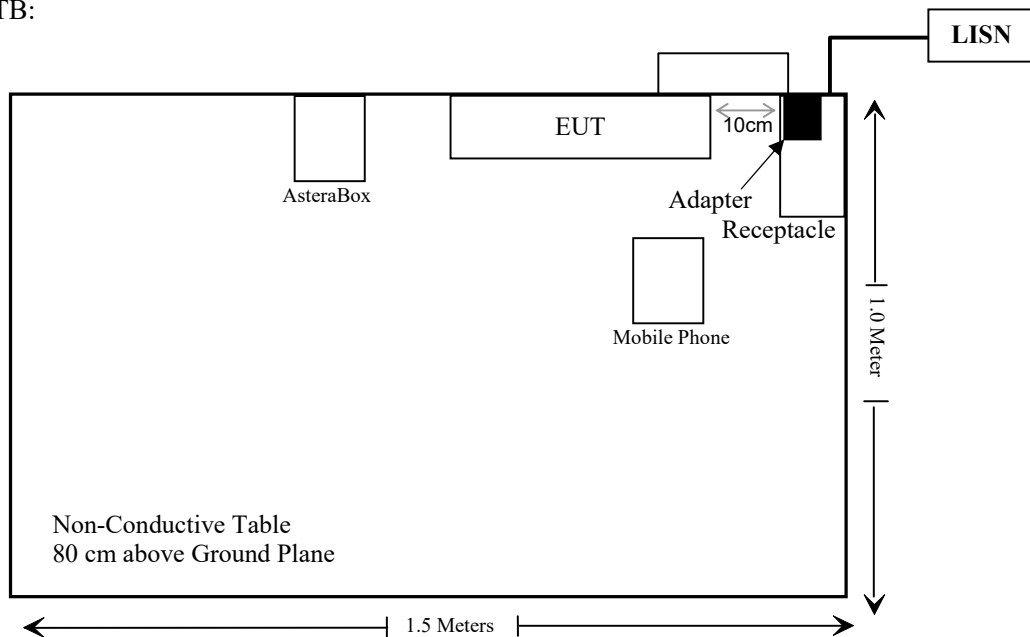 TB:
LISN
EUT
10cm
AsteraBox
Adapter
Receptacle
Mobile Phone
1.0 Meter
Non-Conductive Table
80 cm above Ground Plane
1.5 Meters